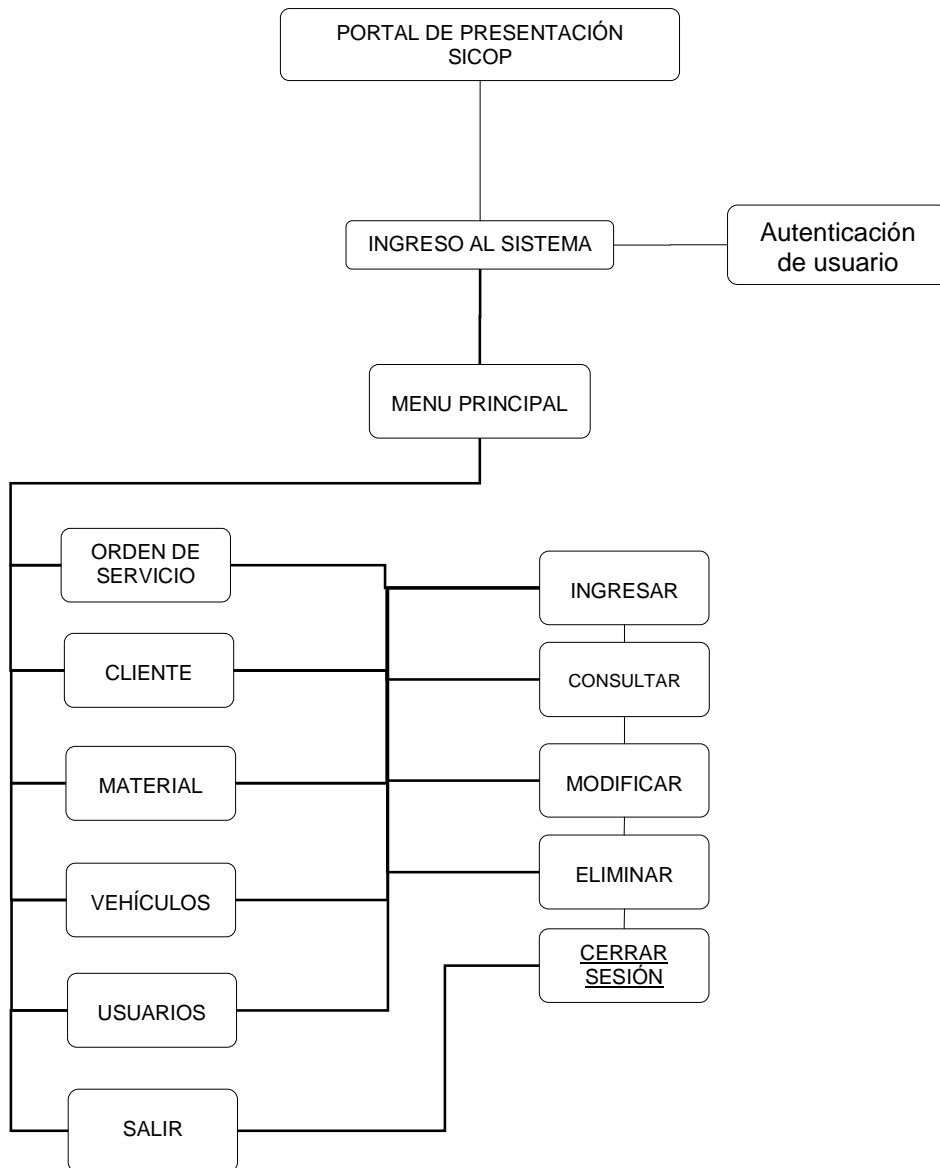 PORTAL DE PRESENTACIÓN
SICOP
INGRESO AL SISTEMA
Autenticación
de usuario
MENU PRINCIPAL
ORDEN DE
SERVICIO
INGRESAR
CLIENTE
CONSULTAR
MATERIAL
MODIFICAR
VEHÍCULOS
ELIMINAR
USUARIOS
CERRAR
SESIÓN
SALIR